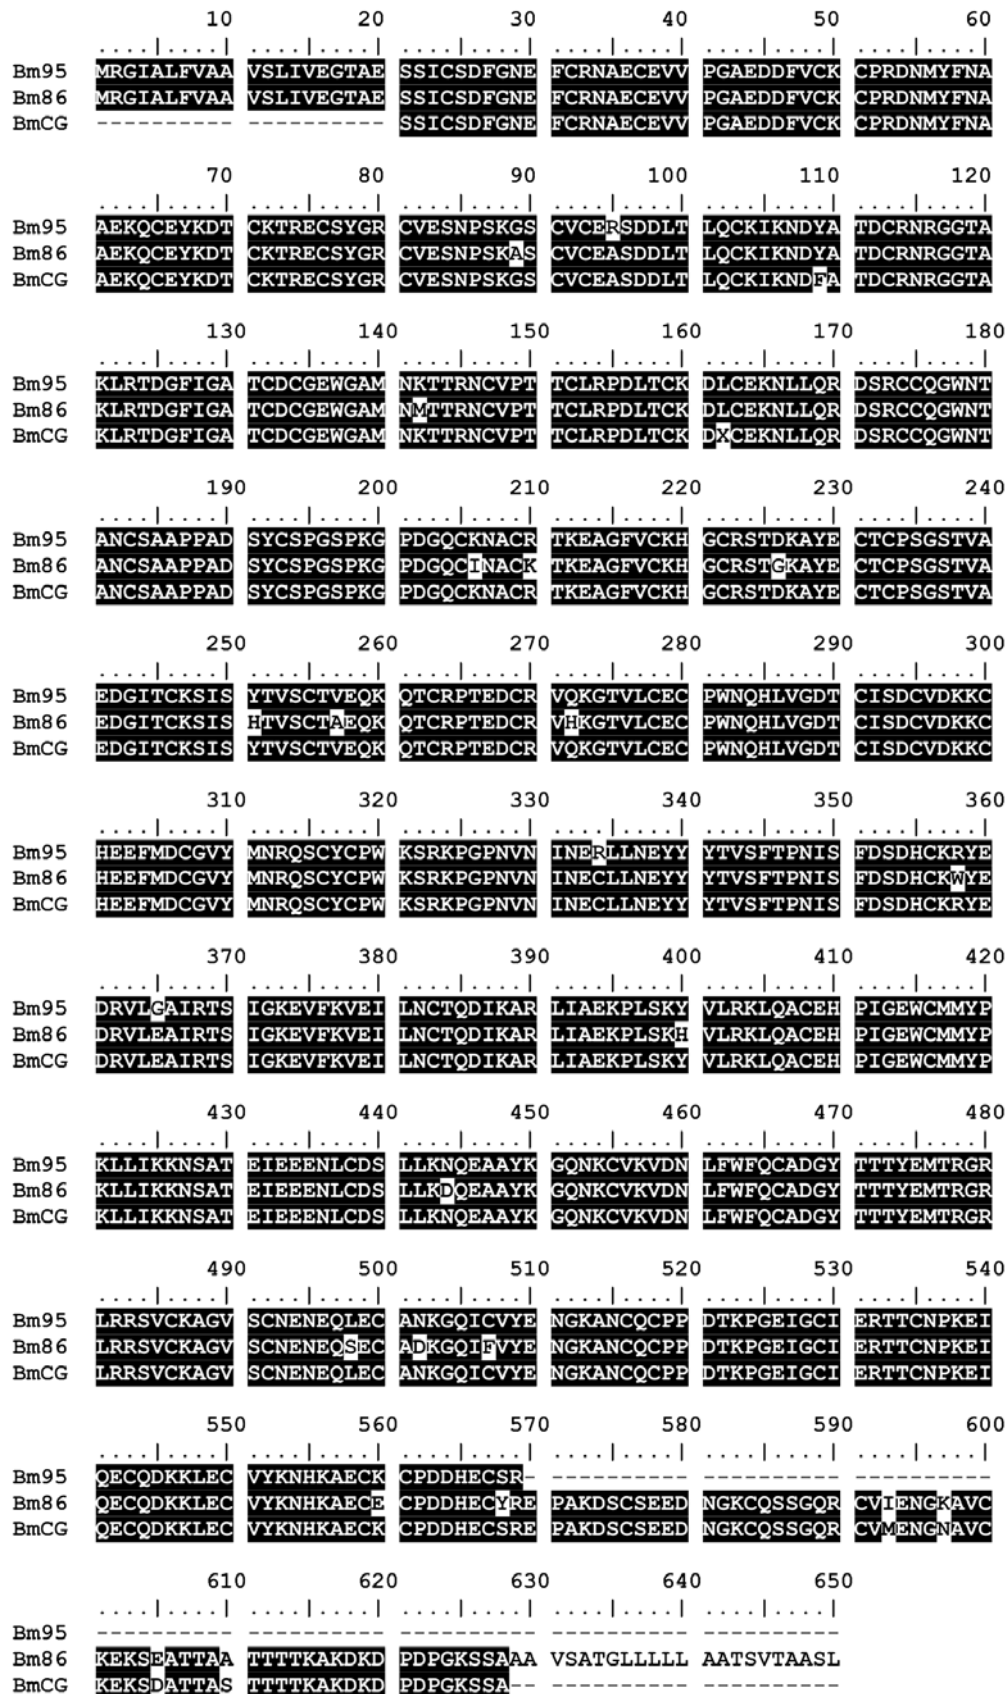 10 20 30 40 50 60
....|....| ....|....| ....|....| ....|....| ....|....| ....|....|
Bm95 MRGIALFVAA VSLIVEGTAE SSICSDFGNE FCRNAECEVV PGAEDDFVCK CPRDNMYFNA
Bm86 MRGIALFVAA VSLIVEGTAE SSICSDFGNE FCRNAECEVV PGAEDDFVCK CPRDNMYFNA
BmCG ---------- ---------- SSICSDFGNE FCRNAECEVV PGAEDDFVCK CPRDNMYFNA
70 80 90 100 110 120
....|....| ....|....| ....|....| ....|....| ....|....| ....|....|
Bm95 AEKQCEYKDT CKTRECSYGR CVESNPSKGS CVCERSDDLT LQCKIKNDYA TDCRNRGGTA
Bm86 AEKQCEYKDT CKTRECSYGR CVESNPSKAS CVCEASDDLT LQCKIKNDYA TDCRNRGGTA
BmCG AEKQCEYKDT CKTRECSYGR CVESNPSKGS CVCEASDDLT LQCKIKNDFA TDCRNRGGTA
130 140 150 160 170 180
....|....| ....|....| ....|....| ....|....| ....|....| ....|....|
Bm95 KLRTDGFIGA TCDCGEWGAM NKTTRNCVPT TCLRPDLTCK DLCEKNLLQR DSRCCQGWNT
Bm86 KLRTDGFIGA TCDCGEWGAM NMTTRNCVPT TCLRPDLTCK DLCEKNLLQR DSRCCQGWNT
BmCG KLRTDGFIGA TCDCGEWGAM NKTTRNCVPT TCLRPDLTCK DXCEKNLLQR DSRCCQGWNT
190 200 210 220 230 240
....|....| ....|....| ....|....| ....|....| ....|....| ....|....|
Bm95 ANCSAAPPAD SYCSPGSPKG PDGQCKNACR TKEAGFVCKH GCRSTDKAYE CTCPSGSTVA
Bm86 ANCSAAPPAD SYCSPGSPKG PDGQCINACK TKEAGFVCKH GCRSTGKAYE CTCPSGSTVA
BmCG ANCSAAPPAD SYCSPGSPKG PDGQCKNACR TKEAGFVCKH GCRSTDKAYE CTCPSGSTVA
250 260 270 280 290 300
....|....| ....|....| ....|....| ....|....| ....|....| ....|....|
Bm95 EDGITCKSIS YTVSCTVEQK QTCRPTEDCR VQKGTVLCEC PWNQHLVGDT CISDCVDKKC
Bm86 EDGITCKSIS HTVSCTAEQK QTCRPTEDCR VHKGTVLCEC PWNQHLVGDT CISDCVDKKC
BmCG EDGITCKSIS YTVSCTVEQK QTCRPTEDCR VQKGTVLCEC PWNQHLVGDT CISDCVDKKC
310 320 330 340 350 360
....|....| ....|....| ....|....| ....|....| ....|....| ....|....|
Bm95 HEEFMDCGVY MNRQSCYCPW KSRKPGPNVN INERLLNEYY YTVSFTPNIS FDSDHCKRYE
Bm86 HEEFMDCGVY MNRQSCYCPW KSRKPGPNVN INECLLNEYY YTVSFTPNIS FDSDHCKWYE
BmCG HEEFMDCGVY MNRQSCYCPW KSRKPGPNVN INECLLNEYY YTVSFTPNIS FDSDHCKRYE
370 380 390 400 410 420
....|....| ....|....| ....|....| ....|....| ....|....| ....|....|
Bm95 DRVLGAIRTS IGKEVFKVEI LNCTQDIKAR LIAEKPLSKY VLRKLQACEH PIGEWCMMYP
Bm86 DRVLEAIRTS IGKEVFKVEI LNCTQDIKAR LIAEKPLSKH VLRKLQACEH PIGEWCMMYP
BmCG DRVLEAIRTS IGKEVFKVEI LNCTQDIKAR LIAEKPLSKY VLRKLQACEH PIGEWCMMYP
430 440 450 460 470 480
....|....| ....|....| ....|....| ....|....| ....|....| ....|....|
Bm95 KLLIKKNSAT EIEEENLCDS LLKNQEAAYK GQNKCVKVDN LFWFQCADGY TTTYEMTRGR
Bm86 KLLIKKNSAT EIEEENLCDS LLKDQEAAYK GQNKCVKVDN LFWFQCADGY TTTYEMTRGR
BmCG KLLIKKNSAT EIEEENLCDS LLKNQEAAYK GQNKCVKVDN LFWFQCADGY TTTYEMTRGR
490 500 510 520 530 540
....|....| ....|....| ....|....| ....|....| ....|....| ....|....|
Bm95 LRRSVCKAGV SCNENEQLEC ANKGQICVYE NGKANCQCPP DTKPGEIGCI ERTTCNPKEI
Bm86 LRRSVCKAGV SCNENEQSEC ADKGQIFVYE NGKANCQCPP DTKPGEIGCI ERTTCNPKEI
BmCG LRRSVCKAGV SCNENEQLEC ANKGQICVYE NGKANCQCPP DTKPGEIGCI ERTTCNPKEI
550 560 570 580 590 600
....|....| ....|....| ....|....| ....|....| ....|....| ....|....|
Bm95 QECQDKKLEC VYKNHKAECK CPDDHECSR- ---------- ---------- ----------
Bm86 QECQDKKLEC VYKNHKAECE CPDDHECYRE PAKDSCSEED NGKCQSSGQR CVIENGKAVC
BmCG QECQDKKLEC VYKNHKAECK CPDDHECSRE PAKDSCSEED NGKCQSSGQR CVMENGNAVC
610 620 630 640 650
....|....| ....|....| ....|....| ....|....| ....|....|
Bm95 ---------- ---------- ---------- ---------- ----------
Bm86 KEKSEATTAA TTTTKAKDKD PDPGKSSAAA VSATGLLLLL AATSVTAASL
BmCG KEKSDATTAS TTTTKAKDKD PDPGKSSA-- ---------- ----------